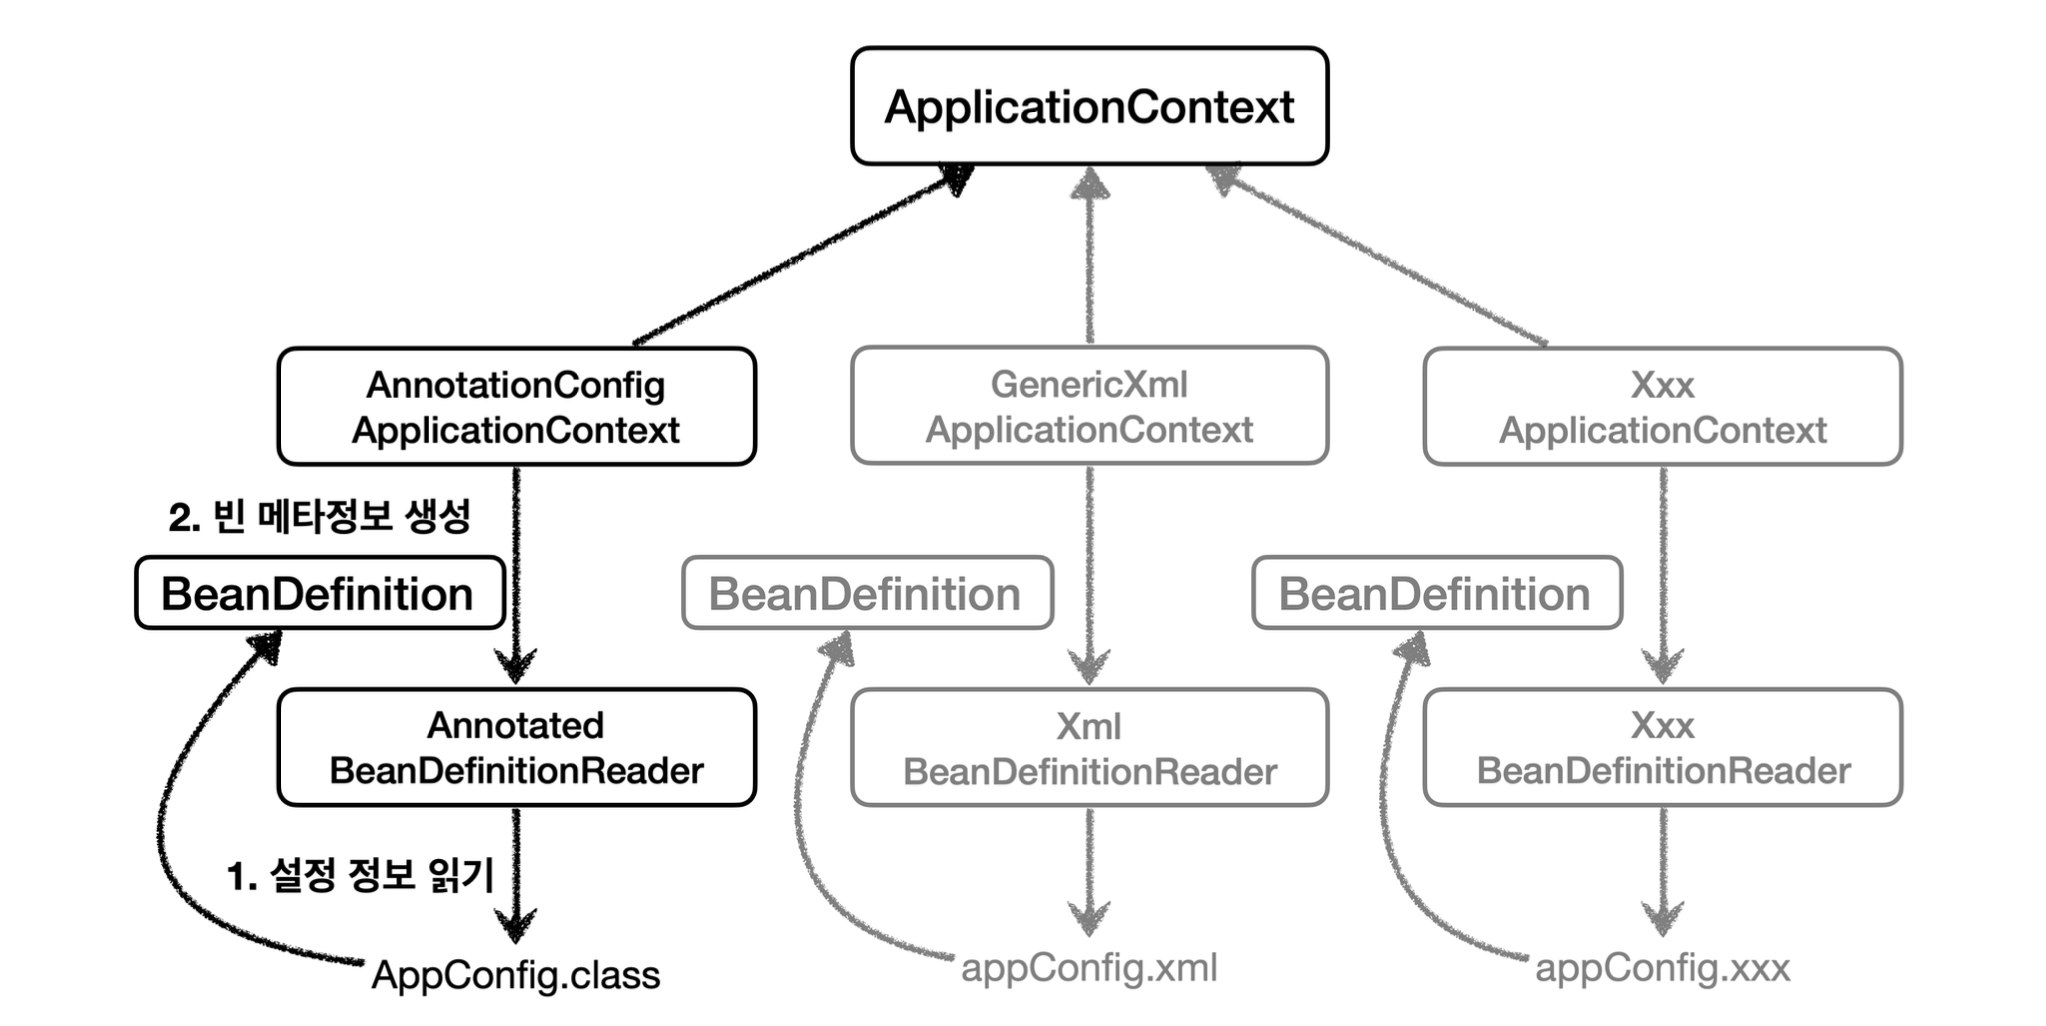 ApplicationContext
AnnotationConfig
ApplicationContext
GenericXml
ApplicationContext
Xxx
ApplicationContext
2. 빈 메타정보 생성
BeanDefinition
BeanDefinition
BeanDefinition
Annotated
BeanDefinitionReader
Xml
BeanDefinitionReader
Xxx
BeanDefinitionReader
1. 설정 정보 읽기
AppConfig.class
appConfig.xml
appConfig.xxx